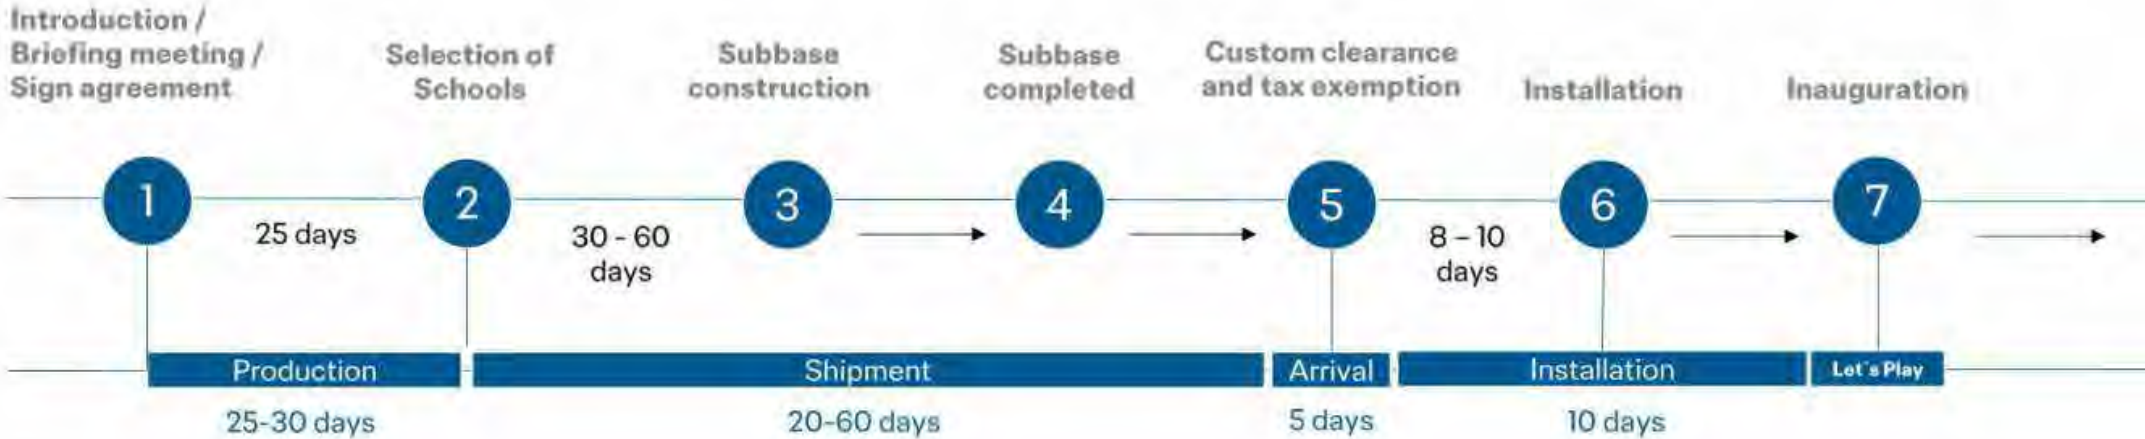 Introduction /
Briefing meeting /
Sign agreement
Selection of
Schools
Subbase
construction
Subbase
completed
Custom clearance
and tax exemption
Installation
Inauguration
1
2
3
4
5
6
7
25 days
30 - 60
days
8 – 10
days
Production
Shipment
Arrival
Installation
Let´s Play
25-30 days
20-60 days
5 days
10 days